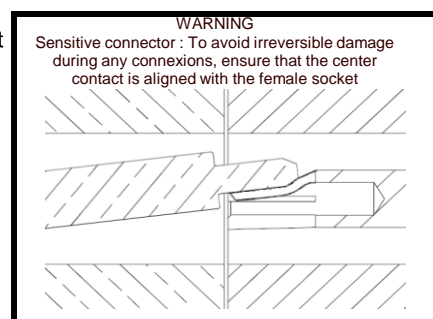 WARNING
Sensitive connector : To avoid irreversible damage
during any connexions, ensure that the center
contact is aligned with the female socket